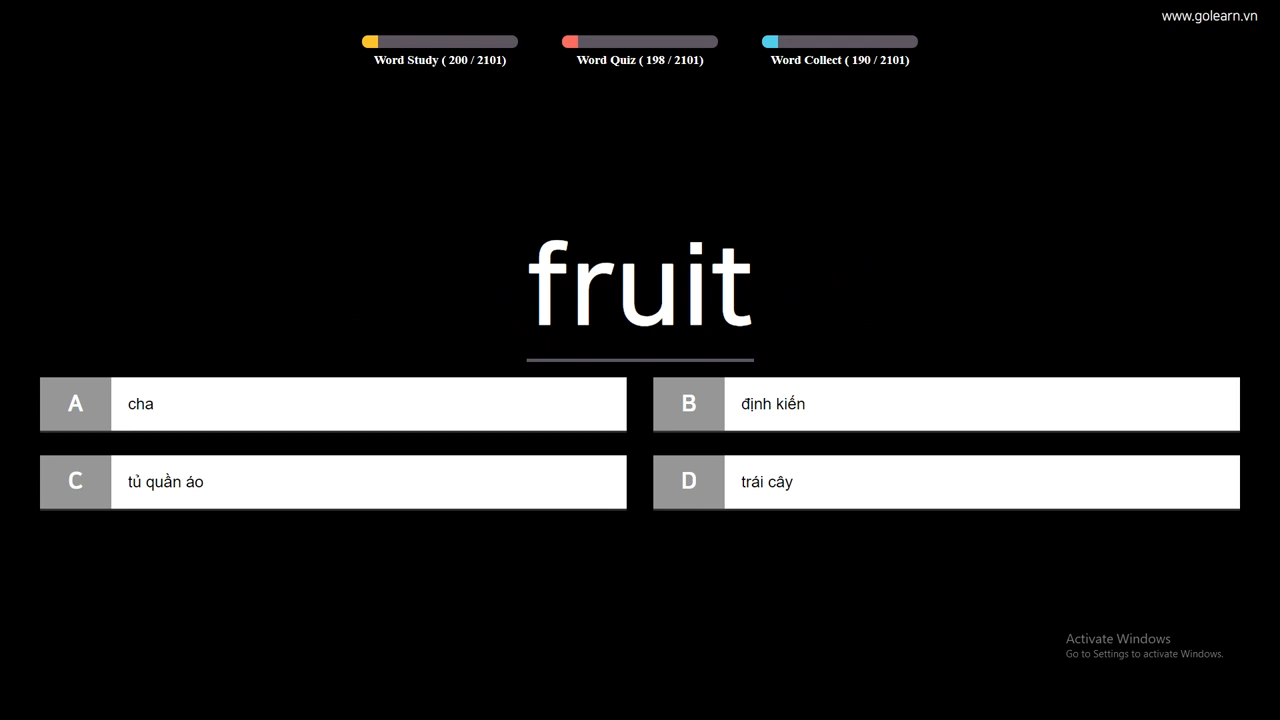 www.golearn.vn
Word Study ( 200 / 2101)
Word Quiz ( 198 / 2101)
Word Collect ( 190 / 2101)
fruit
A cha
B định kiến
C tủ quần áo
D trái cây
Activate Windows
Go to Settings to activate Windows.